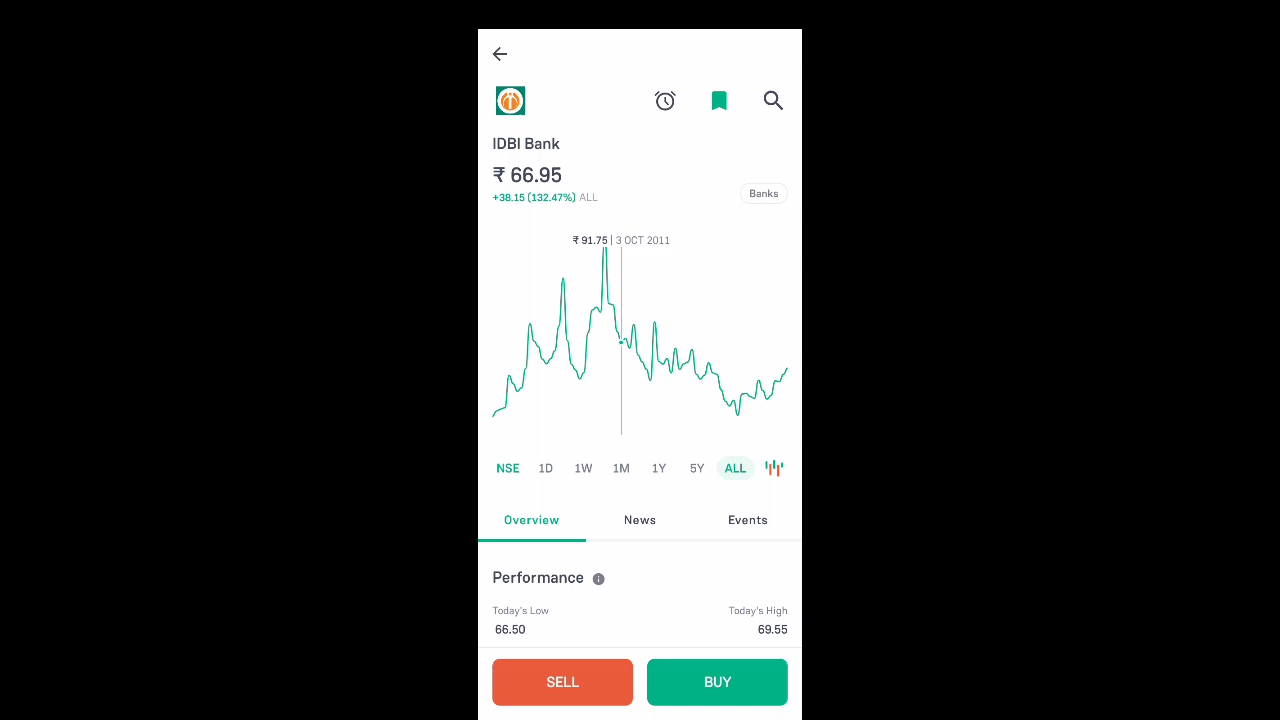 IDBI Bank
₹ 66.95
+38.15 (132.47%) ALL
Banks
₹ 91.75 | 3 OCT 2011
NSE 1D 1W 1M 1Y 5Y ALL
Overview News Events
Performance
Today's Low Today's High
66.50 69.55
SELL BUY